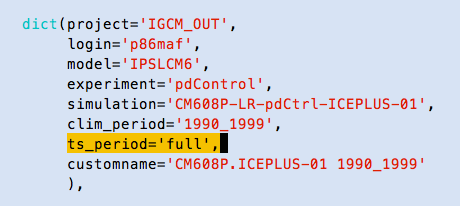 dict(project='IGCM_OUT',
login='p86maf',
model='IPSLCM6',
experiment='pdControl',
simulation='CM608P-LR-pdCtrl-ICEPLUS-01',
clim_period='1990_1999',
ts_period='full',
customname='CM608P.ICEPLUS-01 1990_1999'
),